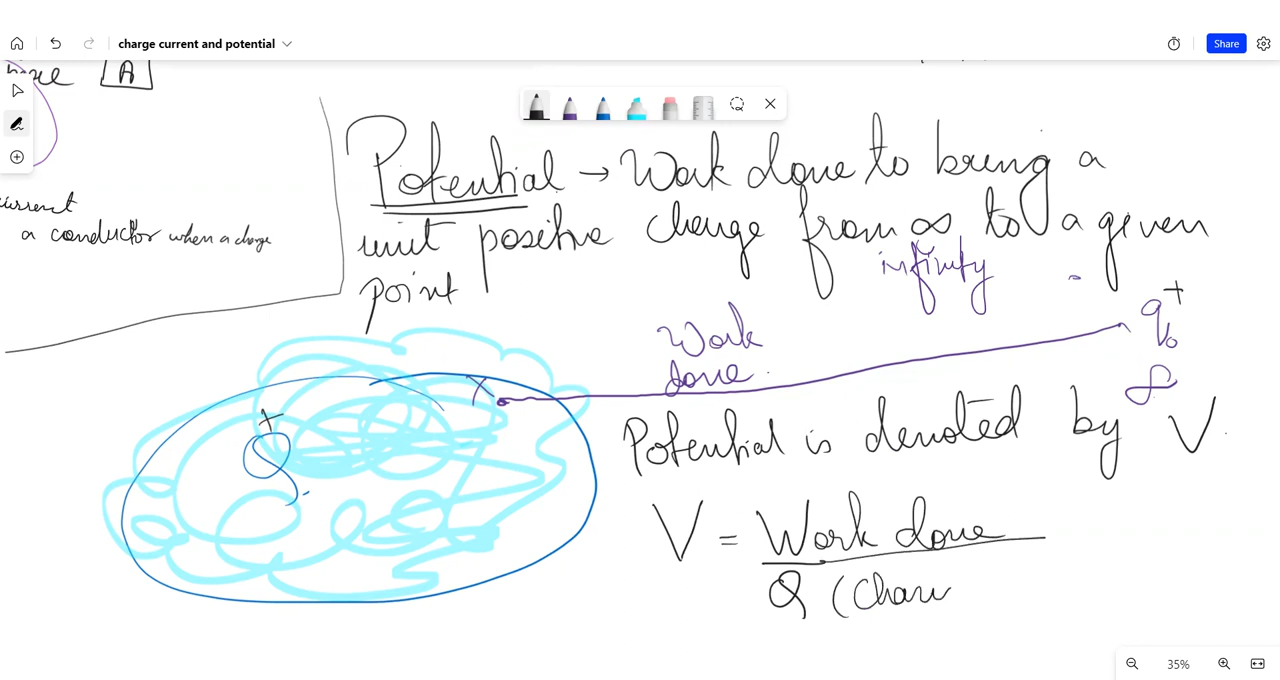 charge current and potential
Share
A
current
a conductor when a charge
Potential → Work done to bring a
unit positive charge from ∞ to a given
infinity
point
q₀⁺
∞
Work
done
Q⁺
X
Potential is denoted by V.
V = Work done
Q (Char
35%